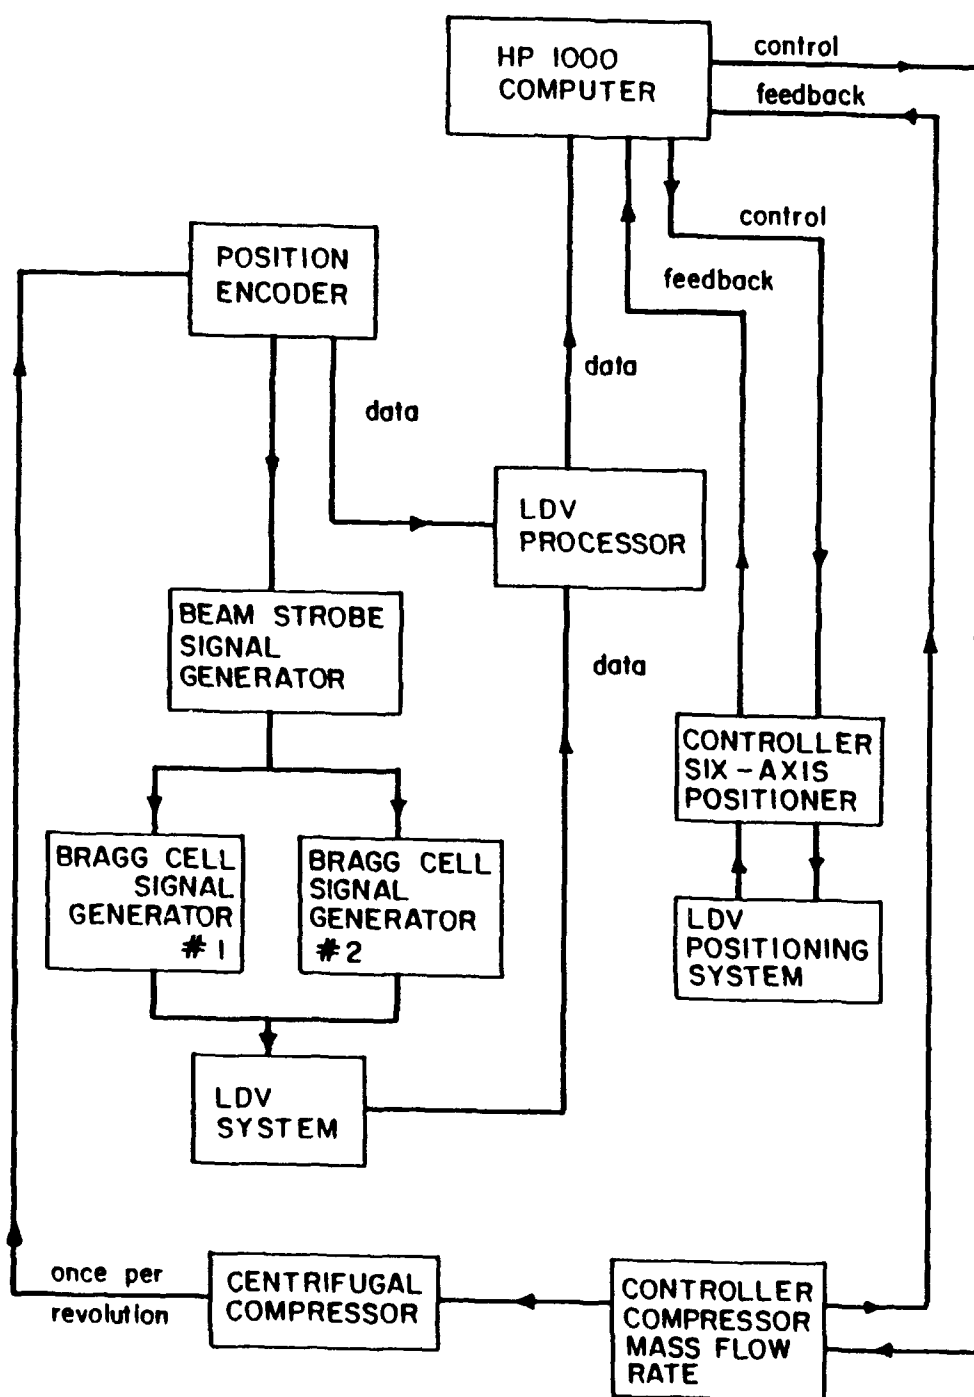 HP 1000
COMPUTER
control
feedback
control
feedback
POSITION
ENCODER
data
data
LDV
PROCESSOR
BEAM STROBE
SIGNAL
GENERATOR
data
CONTROLLER
SIX-AXIS
POSITIONER
BRAGG CELL
SIGNAL
GENERATOR
#1
BRAGG CELL
SIGNAL
GENERATOR
#2
LDV
POSITIONING
SYSTEM
LDV
SYSTEM
once per
revolution
CENTRIFUGAL
COMPRESSOR
CONTROLLER
COMPRESSOR
MASS FLOW
RATE